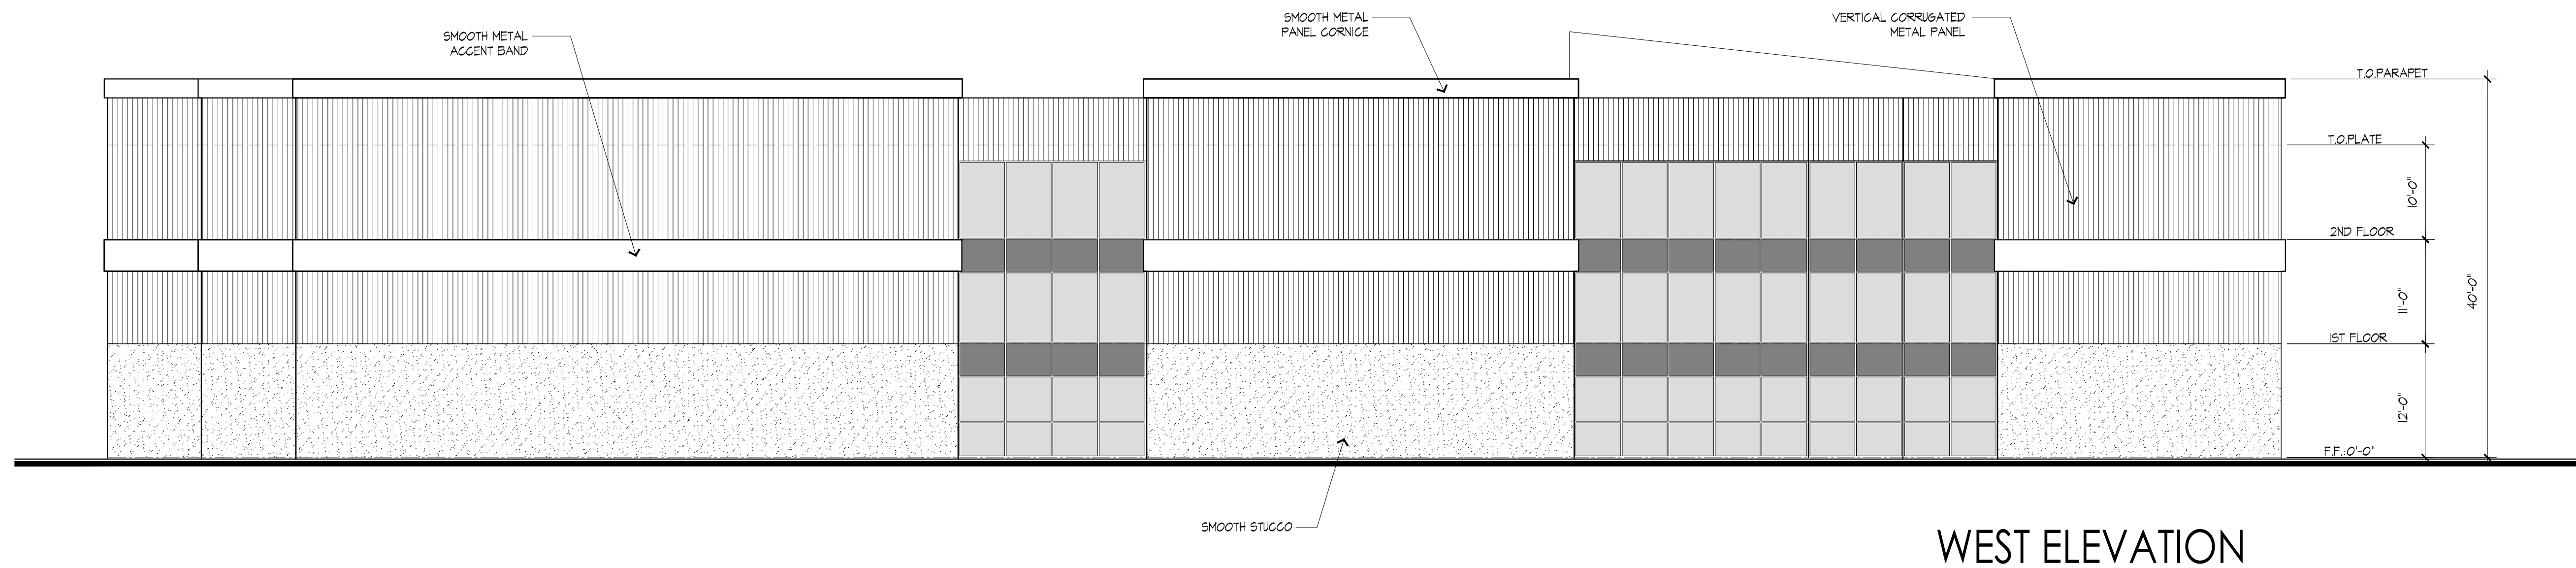 SMOOTH METAL
ACCENT BAND
SMOOTH METAL
PANEL CORNICE
VERTICAL CORRUGATED
METAL PANEL
T.O.PARAPET
T.O.PLATE
10'-0"
2ND FLOOR
11'-0"
40'-0"
1ST FLOOR
12'-0"
F.F.:0'-0"
SMOOTH STUCCO
WEST ELEVATION